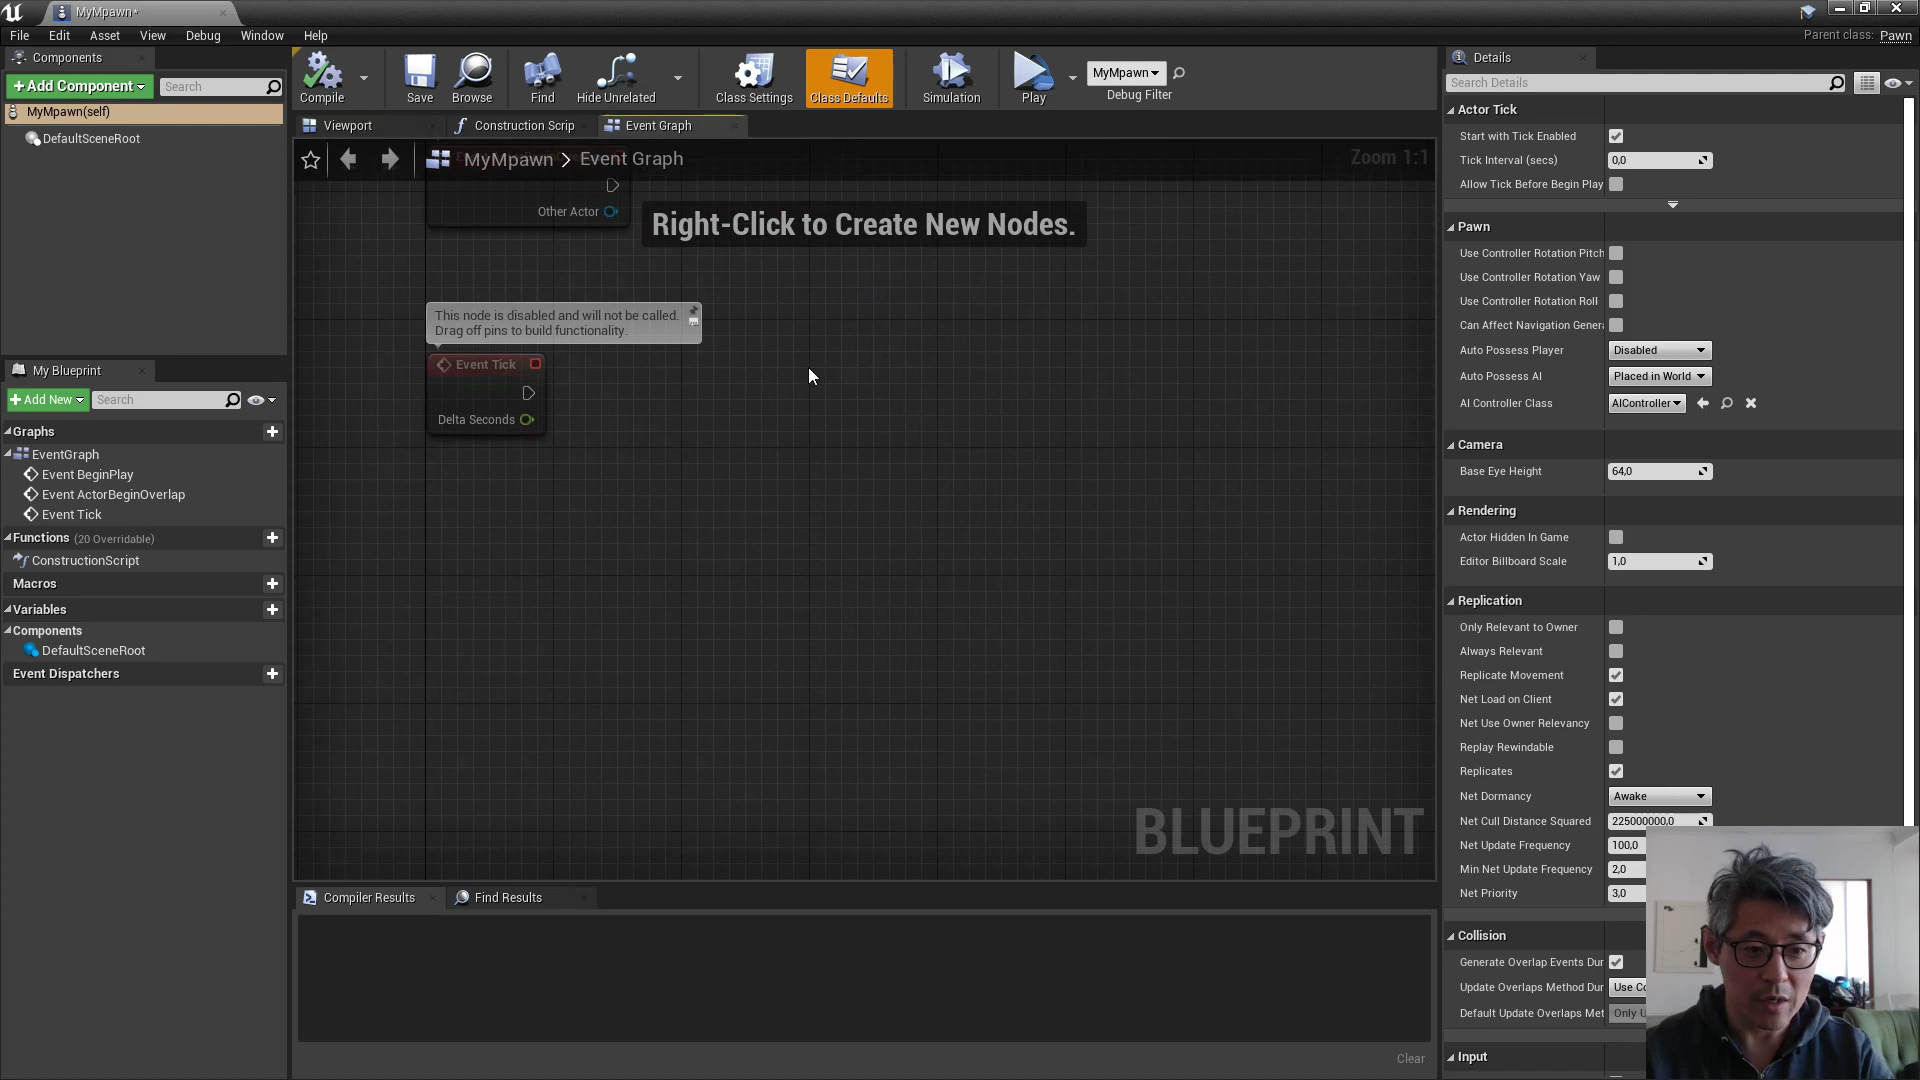 MyMpawn*
File Edit Asset View Debug Window Help
Parent class: Pawn
Components
+Add Component
Search
MyMpawn(self)
DefaultSceneRoot
Compile
Save
Browse
Find
Hide Unrelated
Class Settings
Class Defaults
Simulation
Play
MyMpawn
Debug Filter
Viewport
Construction Scrip
Event Graph
MyMpawn > Event Graph
Zoom 1:1
Other Actor
Right-Click to Create New Nodes.
This node is disabled and will not be called.
Drag off pins to build functionality.
Event Tick
Delta Seconds
BLUEPRINT
My Blueprint
+Add New
Search
Graphs
EventGraph
Event BeginPlay
Event ActorBeginOverlap
Event Tick
Functions (20 Overridable)
ConstructionScript
Macros
Variables
Components
DefaultSceneRoot
Event Dispatchers
Compiler Results
Find Results
Clear
Details
Search Details
Actor Tick
Start with Tick Enabled
Tick Interval (secs) 0,0
Allow Tick Before Begin Play
Pawn
Use Controller Rotation Pitch
Use Controller Rotation Yaw
Use Controller Rotation Roll
Can Affect Navigation Genera
Auto Possess Player Disabled
Auto Possess AI Placed in World
AI Controller Class AIController
Camera
Base Eye Height 64,0
Rendering
Actor Hidden In Game
Editor Billboard Scale 1,0
Replication
Only Relevant to Owner
Always Relevant
Replicate Movement
Net Load on Client
Net Use Owner Relevancy
Replay Rewindable
Replicates
Net Dormancy Awake
Net Cull Distance Squared 225000000,0
Net Update Frequency 100,0
Min Net Update Frequency 2,0
Net Priority 3,0
Collision
Generate Overlap Events Dur
Update Overlaps Method Dur Use Co
Default Update Overlaps Met Only U
Input